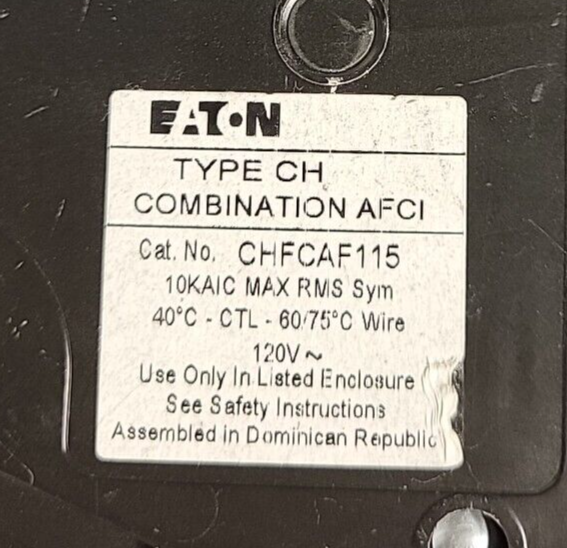 EATON
TYPE CH
COMBINATION AFCI
Cat. No. CHFCAF115
10KAIC MAX RMS Sym
40°C - CTL - 60/75°C Wire
120V ~
Use Only In Listed Enclosure
See Safety Instructions
Assembled in Dominican Republic